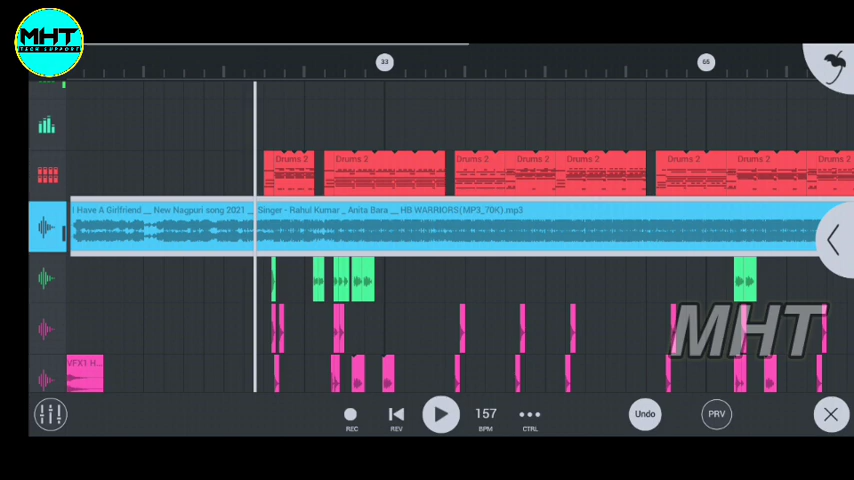 MHT
TECH SUPPORT
33
65
Drums 2
Drums 2
Drums 2
Drums 2
Drums 2
Drums 2
Drums 2
Drums 2
I Have A Girlfriend __ New Nagpuri song 2021 __ Singer - Rahul Kumar _ Anita Bara __ HB WARRIORS(MP3_70K).mp3
MHT
VFX1 H...
REC
REV
157
BPM
CTRL
Undo
PRV